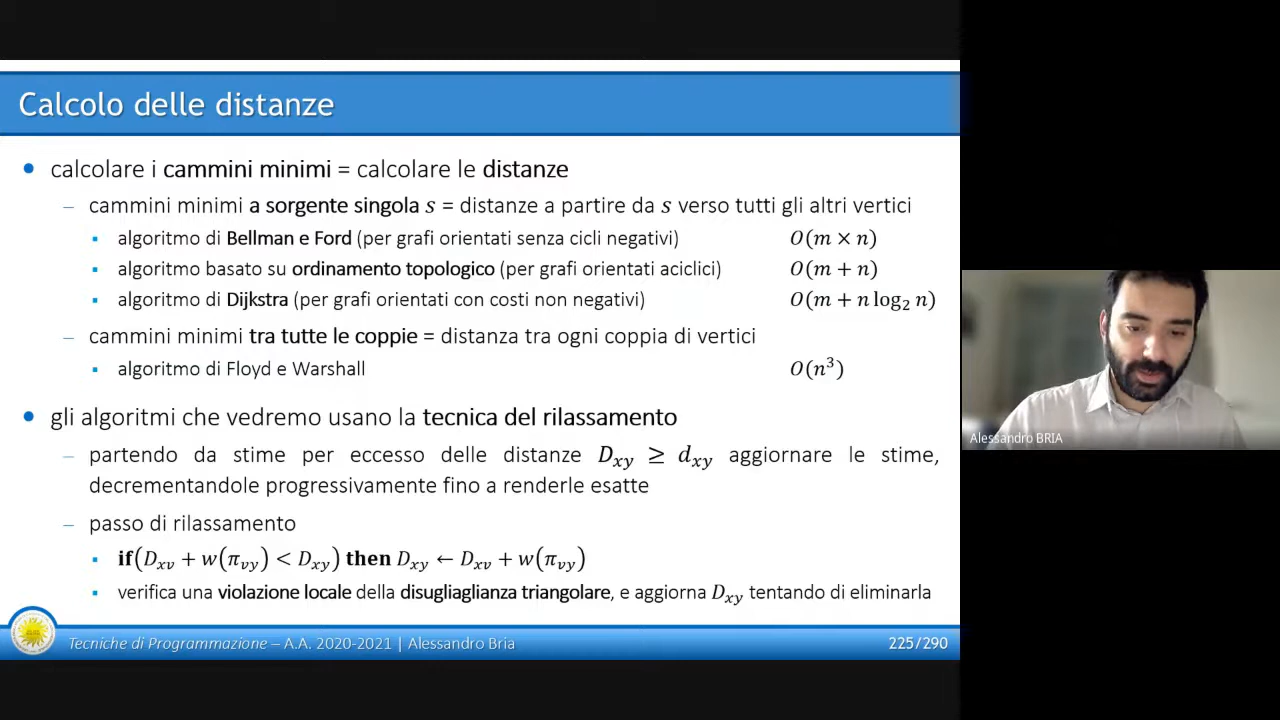 Calcolo delle distanze
• calcolare i cammini minimi = calcolare le distanze
– cammini minimi a sorgente singola s = distanze a partire da s verso tutti gli altri vertici
▪ algoritmo di Bellman e Ford (per grafi orientati senza cicli negativi) O(m × n)
▪ algoritmo basato su ordinamento topologico (per grafi orientati aciclici) O(m + n)
▪ algoritmo di Dijkstra (per grafi orientati con costi non negativi) O(m + n log₂ n)
– cammini minimi tra tutte le coppie = distanza tra ogni coppia di vertici
▪ algoritmo di Floyd e Warshall O(n³)
• gli algoritmi che vedremo usano la tecnica del rilassamento
– partendo da stime per eccesso delle distanze D_xy ≥ d_xy aggiornare le stime,
decrementandole progressivamente fino a renderle esatte
– passo di rilassamento
▪ if(D_xv + w(π_vy) < D_xy) then D_xy ← D_xv + w(π_vy)
▪ verifica una violazione locale della disugliaglianza triangolare, e aggiorna D_xy tentando di eliminarla
Tecniche di Programmazione – A.A. 2020-2021 | Alessandro Bria 225/290
Alessandro BRIA